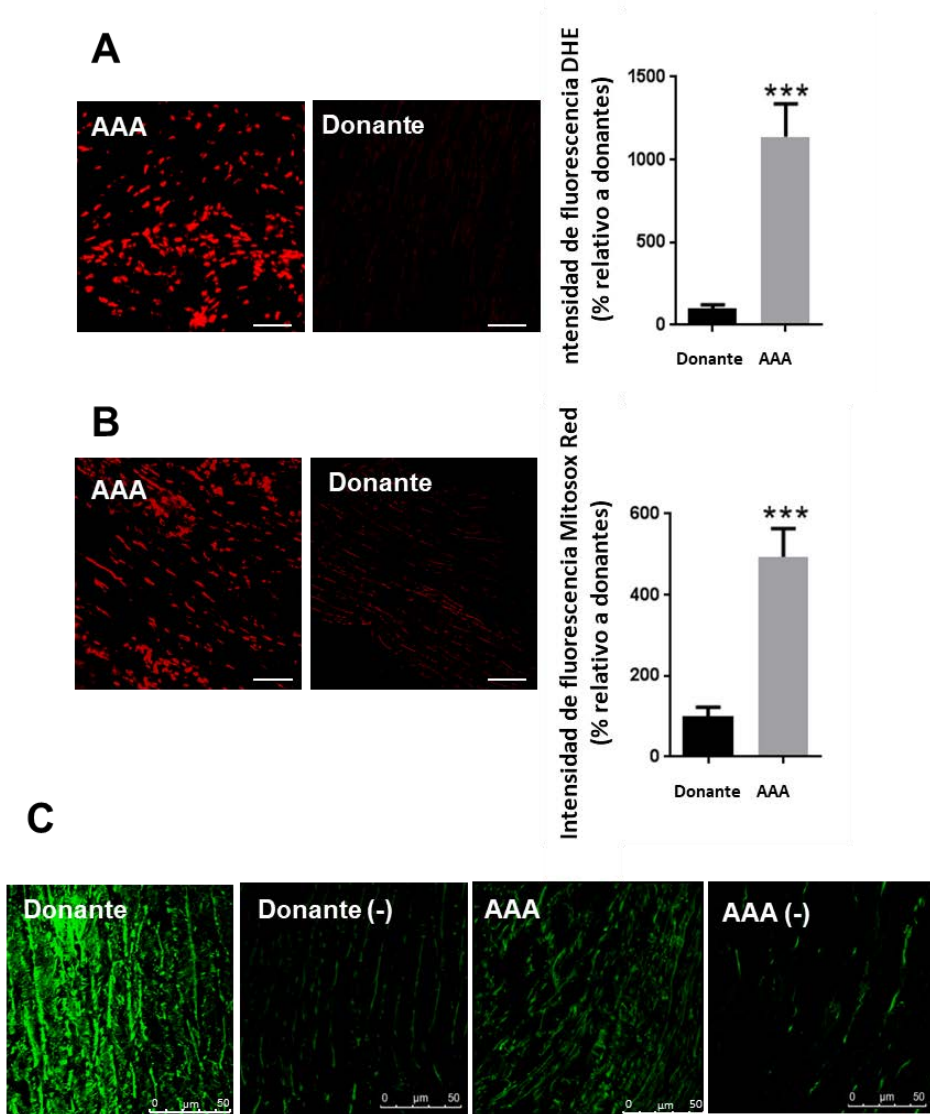 A
AAA
Donante
ntensidad de fluorescencia DHE
(% relativo a donantes)
1500
1000
500
0
***
Donante
AAA
B
AAA
Donante
Intensidad de fluorescencia Mitosox Red
(% relativo a donantes)
600
400
200
0
***
Donante
AAA
C
Donante
0 µm 50
Donante (-)
0 µm 50
AAA
0 µm 50
AAA (-)
0 µm 50